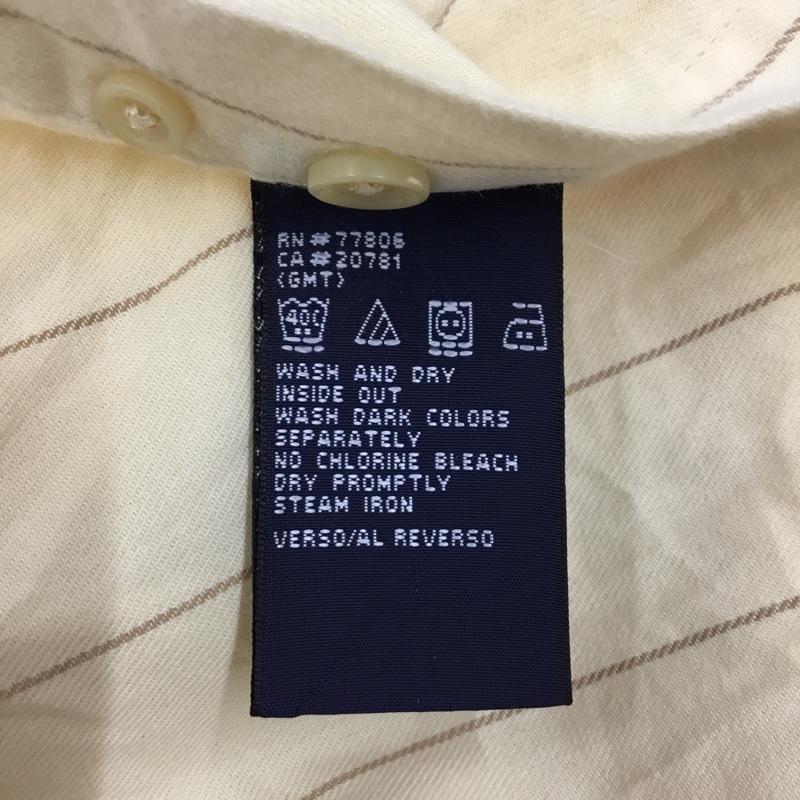 RN#77806
CA#20781
(GMT)
40C
WASH AND DRY
INSIDE OUT
WASH DARK COLORS
SEPARATELY
NO CHLORINE BLEACH
DRY PROMPTLY
STEAM IRON
VERSO/AL REVERSO